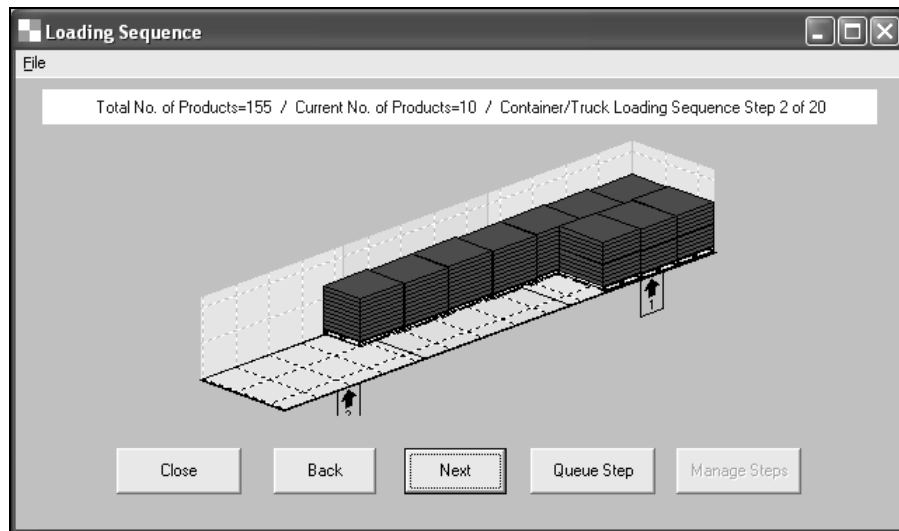 Loading Sequence
File
Total No. of Products=155 / Current No. of Products=10 / Container/Truck Loading Sequence Step 2 of 20
1
Close
Back
Next
Queue Step
Manage Steps